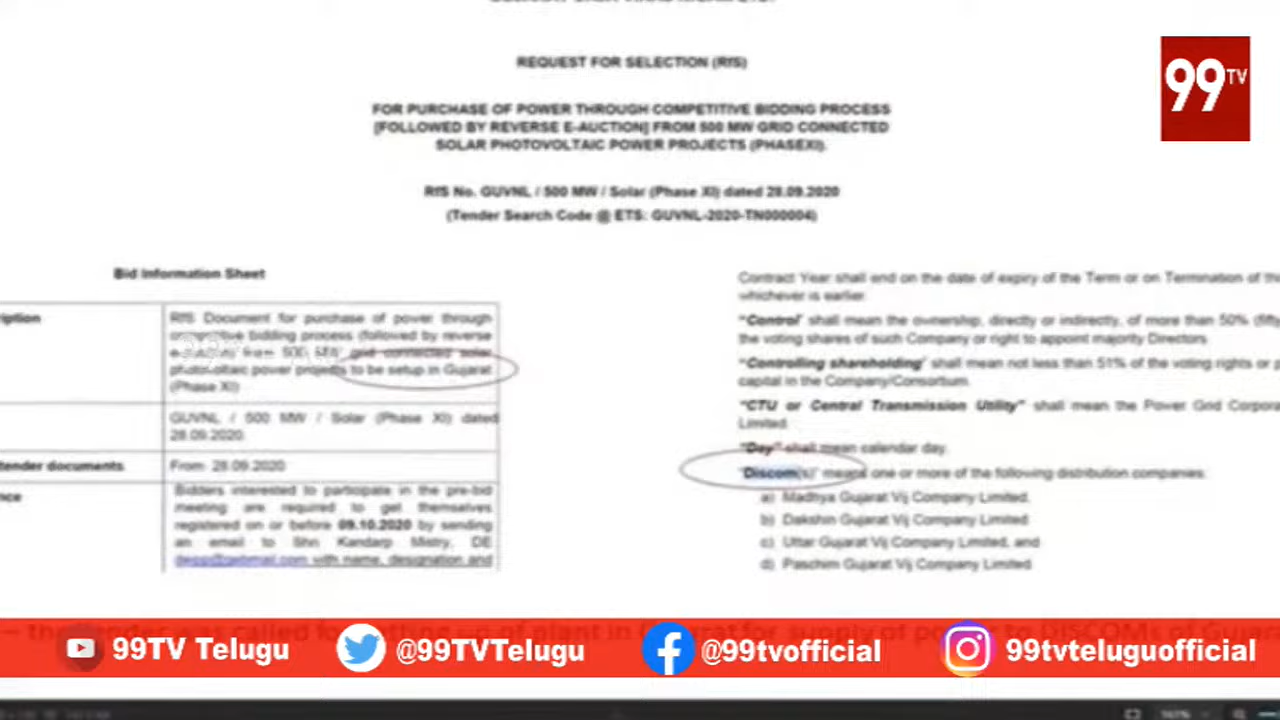 99TV
REQUEST FOR SELECTION (RfS)
FOR PURCHASE OF POWER THROUGH COMPETITIVE BIDDING PROCESS
[FOLLOWED BY REVERSE E-AUCTION] FROM 500 MW GRID CONNECTED
SOLAR PHOTOVOLTAIC POWER PROJECTS (PHASEXI).
RfS No. GUVNL / 500 MW / Solar (Phase XI) dated 28.09.2020
(Tender Search Code @ ETS: GUVNL-2020-TN000004)
Bid Information Sheet
RfS Document for purchase of power through
competitive bidding process (followed by reverse
from 500 MW grid connected solar
photovoltaic power projects to be setup in Gujarat
(Phase XI)
GUVNL / 500 MW / Solar (Phase XI) dated
28.09.2020
tender documents
From 28.09.2020
Bidders interested to participate in the pre-bid
meeting are required to get themselves
registered on or before 09.10.2020 by sending
an email to Shri Kandarp Mistry, DE
with name, designation and
Contract Year shall end on the date of expiry of the Term or on Termination of
whichever is earlier.
"Control" shall mean the ownership, directly or indirectly, of more than 50%
the voting shares of such Company or right to appoint majority Directors
"Controlling shareholding" shall mean not less than 51% of the voting rights or
capital in the Company/Consortium.
"CTU or Central Transmission Utility" shall mean the Power Grid
Limited.
"Day" shall mean calendar day.
"Discom(s)" means one or more of the following distribution companies:
a) Madhya Gujarat Vij Company Limited,
b) Dakshin Gujarat Vij Company Limited
c) Uttar Gujarat Vij Company Limited, and
d) Paschim Gujarat Vij Company Limited
99TV Telugu
@99TVTelugu
@99tvofficial
99tvteluguofficial